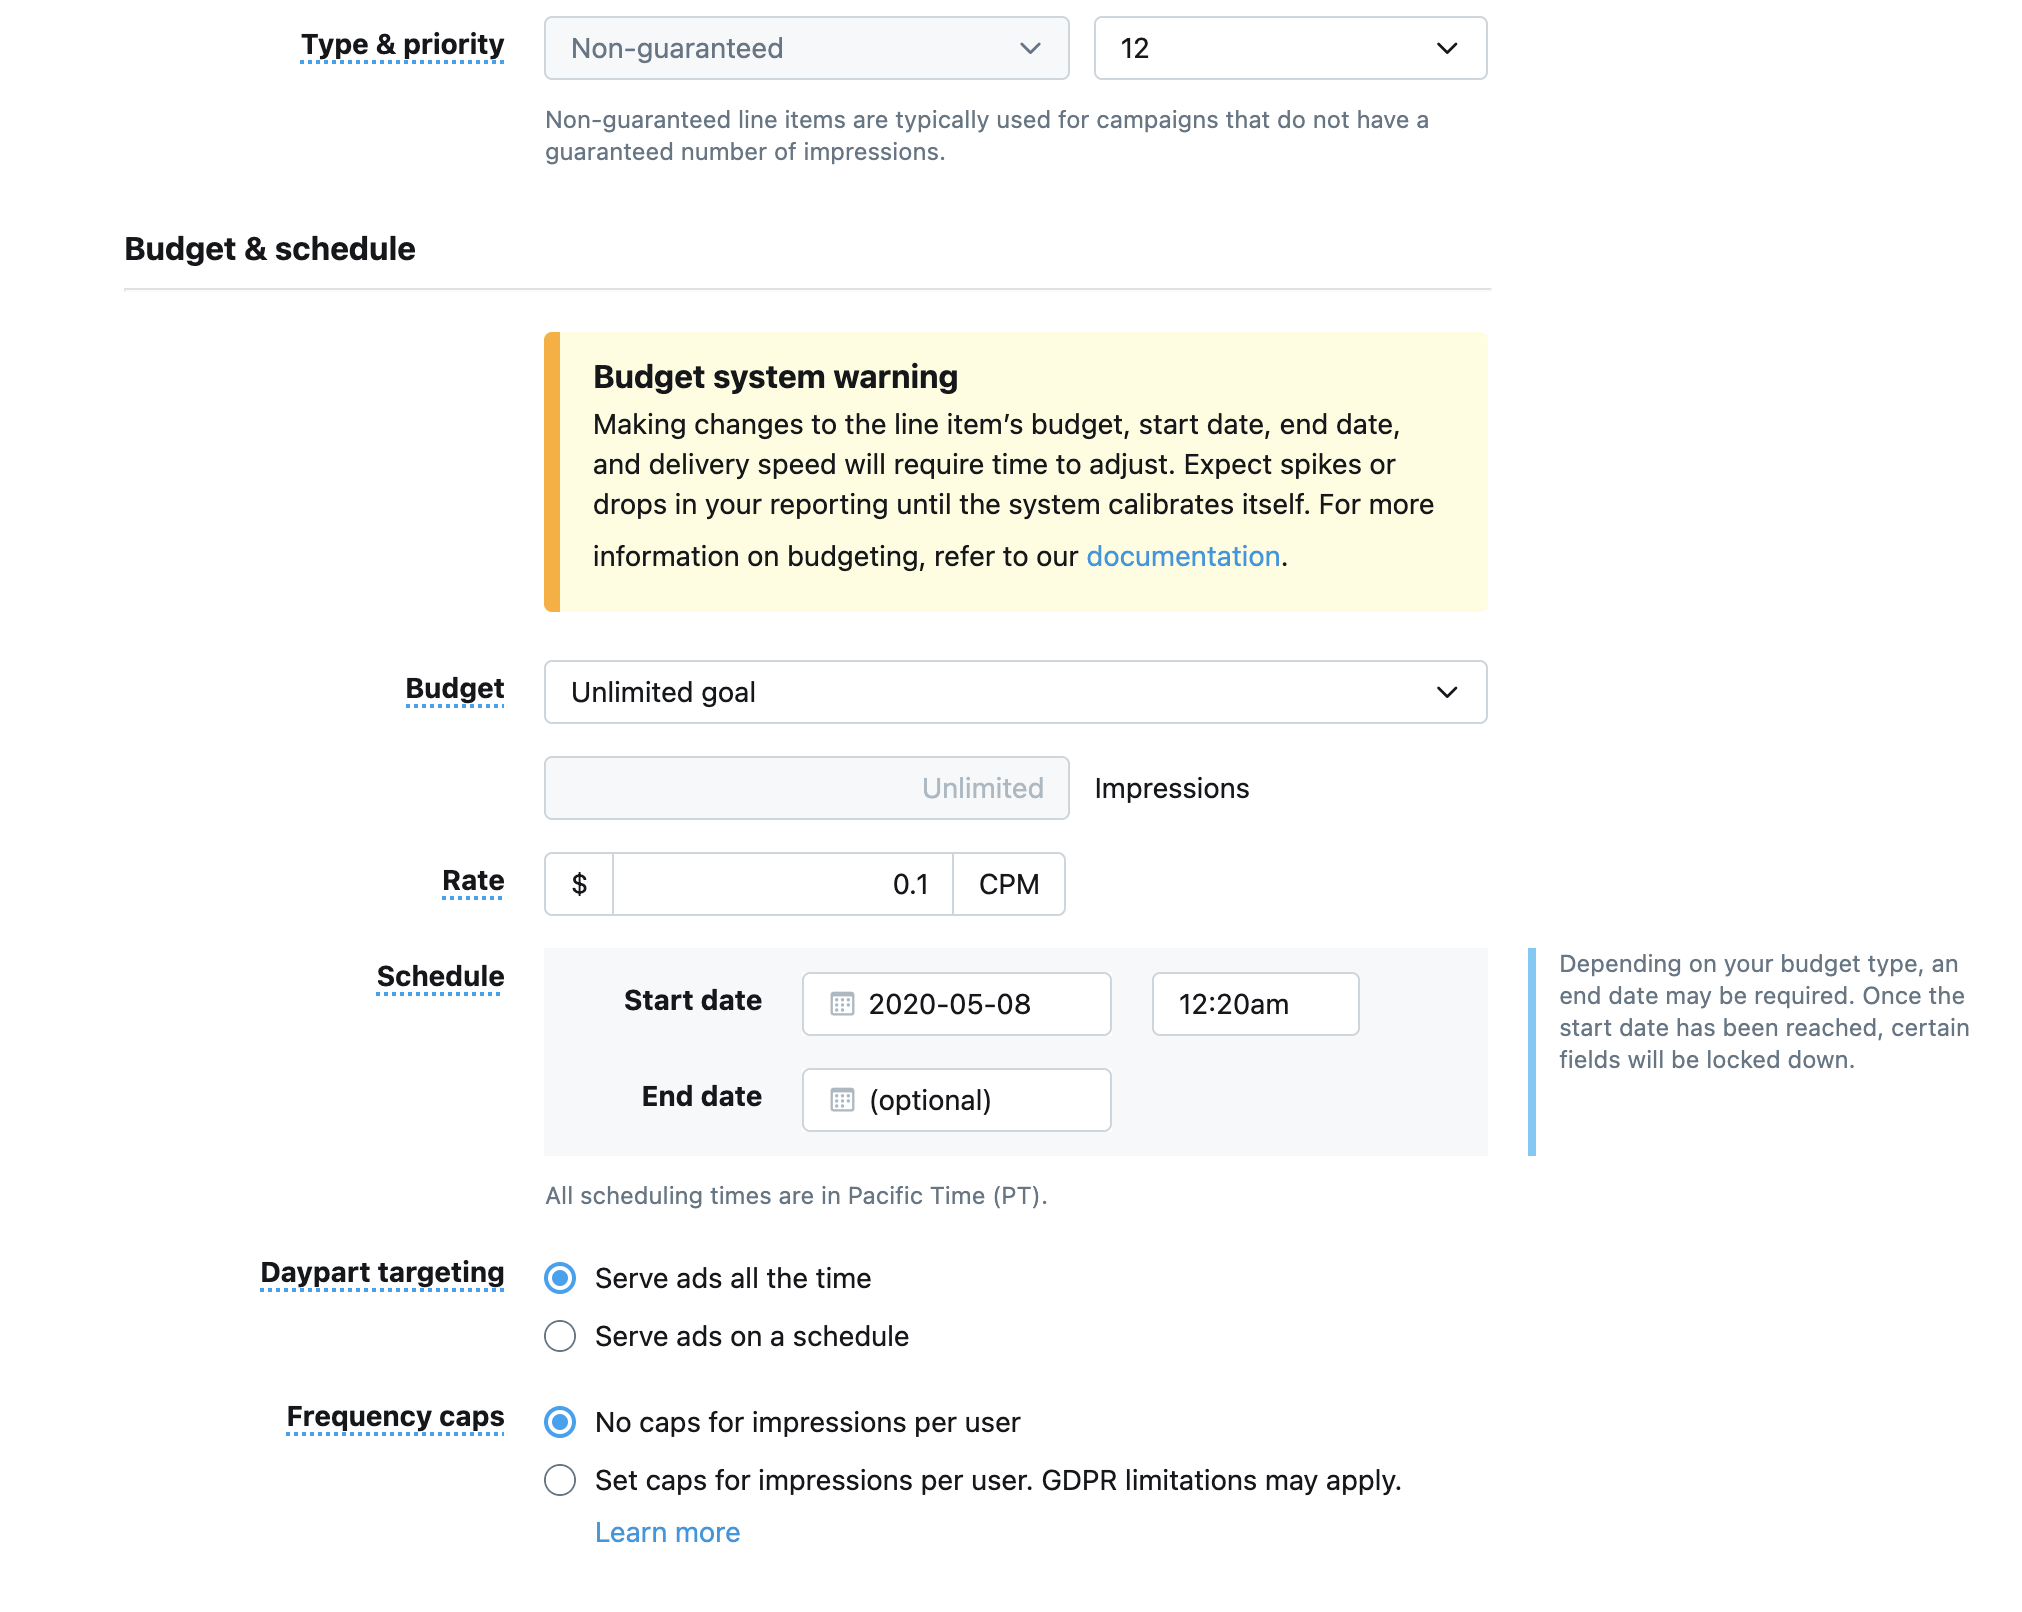 Type & priority
Non-guaranteed
12
Non-guaranteed line items are typically used for campaigns that do not have a
guaranteed number of impressions.
Budget & schedule
Budget system warning
Making changes to the line item’s budget, start date, end date,
and delivery speed will require time to adjust. Expect spikes or
drops in your reporting until the system calibrates itself. For more
information on budgeting, refer to our documentation.
Budget
Unlimited goal
Unlimited
Impressions
Rate
$
0.1
CPM
Schedule
Start date
2020-05-08
12:20am
End date
(optional)
Depending on your budget type, an
end date may be required. Once the
start date has been reached, certain
fields will be locked down.
All scheduling times are in Pacific Time (PT).
Daypart targeting
Serve ads all the time
Serve ads on a schedule
Frequency caps
No caps for impressions per user
Set caps for impressions per user. GDPR limitations may apply.
Learn more